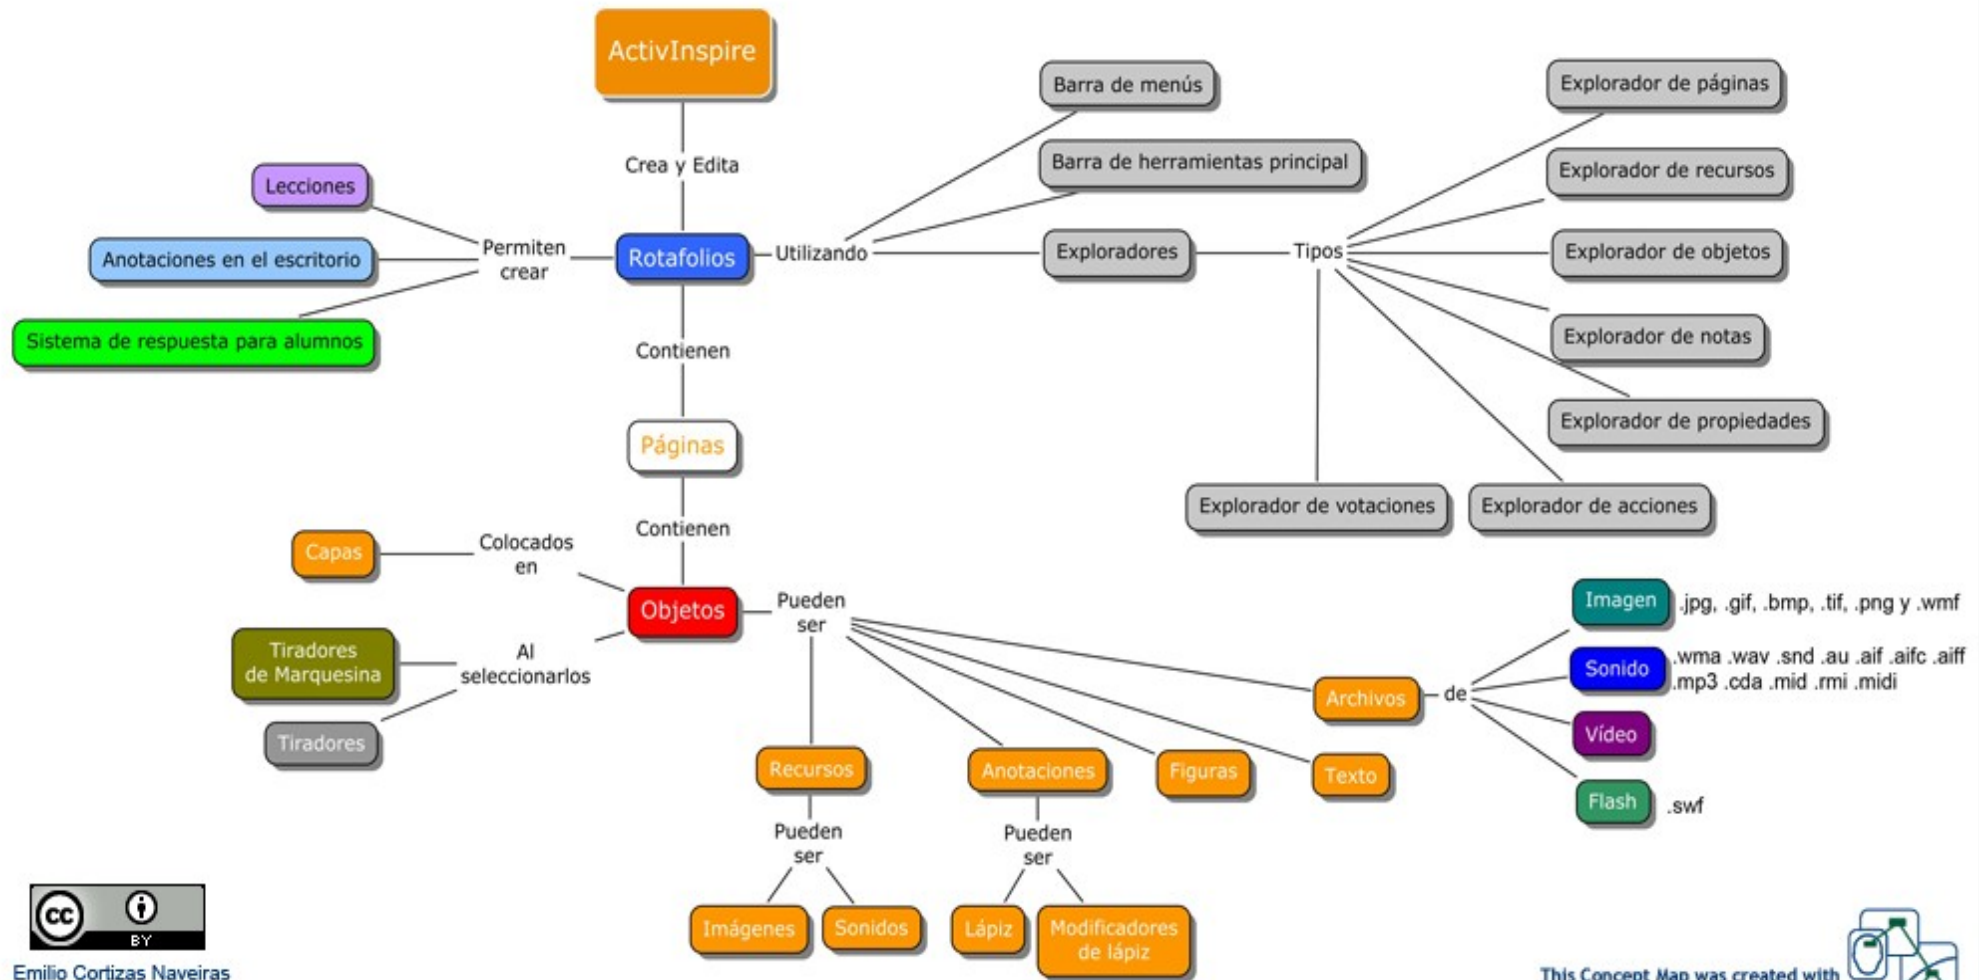 ActivInspire
Crea y Edita
Lecciones
Anotaciones en el escritorio
Sistema de respuesta para alumnos
Permiten
crear
Rotafolios
Utilizando
Barra de menús
Barra de herramientas principal
Exploradores
Tipos
Explorador de páginas
Explorador de recursos
Explorador de objetos
Explorador de notas
Explorador de propiedades
Explorador de acciones
Explorador de votaciones
Contienen
Páginas
Contienen
Objetos
Colocados
en
Capas
Al
seleccionarlos
Tiradores
de Marquesina
Tiradores
Pueden
ser
Recursos
Pueden
ser
Imágenes
Sonidos
Anotaciones
Pueden
ser
Lápiz
Modificadores
de lápiz
Figuras
Texto
Archivos
de
Imagen
.jpg, .gif, .bmp, .tif, .png y .wmf
Sonido
.wma .wav .snd .au .aif .aifc .aiff
.mp3 .cda .mid .rmi .midi
Vídeo
Flash
.swf
cc
BY
Emilio Cortizas Naveiras
This Concept Map was created with